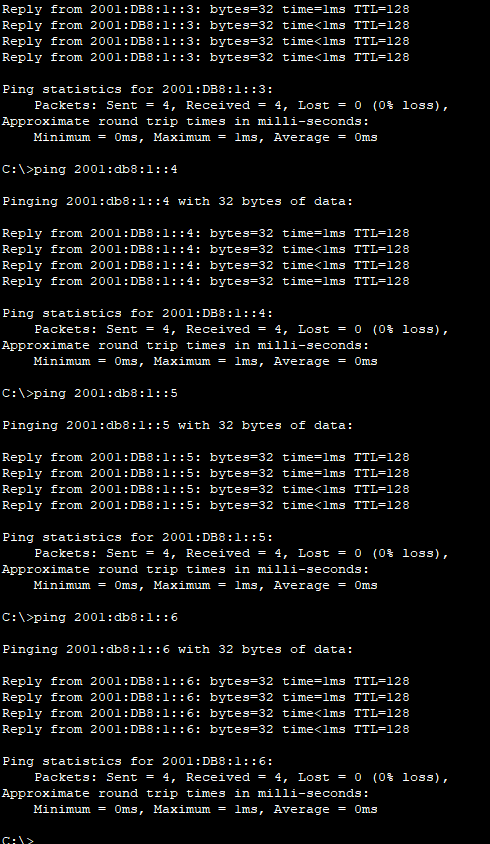 Reply from 2001:DB8:1::3: bytes=32 time=1ms TTL=128
Reply from 2001:DB8:1::3: bytes=32 time<1ms TTL=128
Reply from 2001:DB8:1::3: bytes=32 time<1ms TTL=128
Reply from 2001:DB8:1::3: bytes=32 time<1ms TTL=128
Ping statistics for 2001:DB8:1::3:
Packets: Sent = 4, Received = 4, Lost = 0 (0% loss),
Approximate round trip times in milli-seconds:
Minimum = 0ms, Maximum = 1ms, Average = 0ms
C:\>ping 2001:db8:1::4
Pinging 2001:db8:1::4 with 32 bytes of data:
Reply from 2001:DB8:1::4: bytes=32 time=1ms TTL=128
Reply from 2001:DB8:1::4: bytes=32 time<1ms TTL=128
Reply from 2001:DB8:1::4: bytes=32 time<1ms TTL=128
Reply from 2001:DB8:1::4: bytes=32 time<1ms TTL=128
Ping statistics for 2001:DB8:1::4:
Packets: Sent = 4, Received = 4, Lost = 0 (0% loss),
Approximate round trip times in milli-seconds:
Minimum = 0ms, Maximum = 1ms, Average = 0ms
C:\>ping 2001:db8:1::5
Pinging 2001:db8:1::5 with 32 bytes of data:
Reply from 2001:DB8:1::5: bytes=32 time=1ms TTL=128
Reply from 2001:DB8:1::5: bytes=32 time=1ms TTL=128
Reply from 2001:DB8:1::5: bytes=32 time<1ms TTL=128
Reply from 2001:DB8:1::5: bytes=32 time<1ms TTL=128
Ping statistics for 2001:DB8:1::5:
Packets: Sent = 4, Received = 4, Lost = 0 (0% loss),
Approximate round trip times in milli-seconds:
Minimum = 0ms, Maximum = 1ms, Average = 0ms
C:\>ping 2001:db8:1::6
Pinging 2001:db8:1::6 with 32 bytes of data:
Reply from 2001:DB8:1::6: bytes=32 time=1ms TTL=128
Reply from 2001:DB8:1::6: bytes=32 time=1ms TTL=128
Reply from 2001:DB8:1::6: bytes=32 time<1ms TTL=128
Reply from 2001:DB8:1::6: bytes=32 time<1ms TTL=128
Ping statistics for 2001:DB8:1::6:
Packets: Sent = 4, Received = 4, Lost = 0 (0% loss),
Approximate round trip times in milli-seconds:
Minimum = 0ms, Maximum = 1ms, Average = 0ms
C:\>